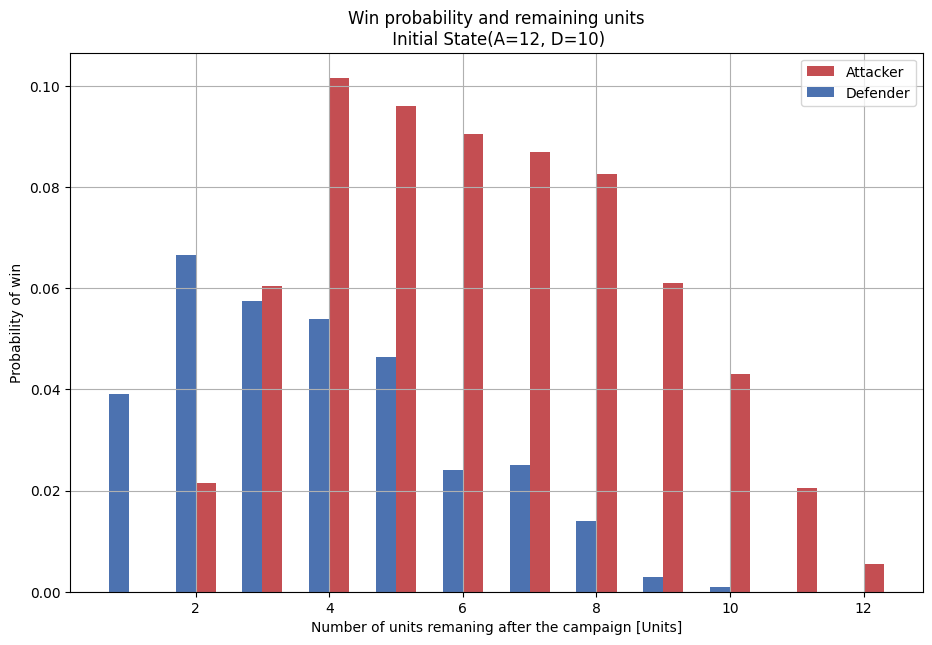 Win probability and remaining units
Initial State(A=12, D=10)
Attacker
Defender
Probability of win
0.10
0.08
0.06
0.04
0.02
0.00
2
4
6
8
10
12
Number of units remaning after the campaign [Units]